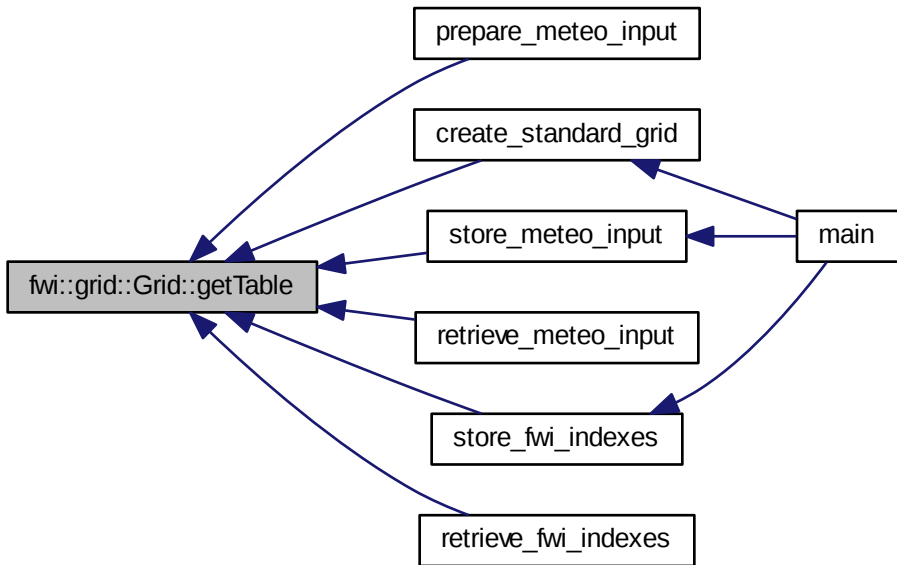 prepare_meteo_input
create_standard_grid
store_meteo_input
main
fwi::grid::Grid::getTable
retrieve_meteo_input
store_fwi_indexes
retrieve_fwi_indexes